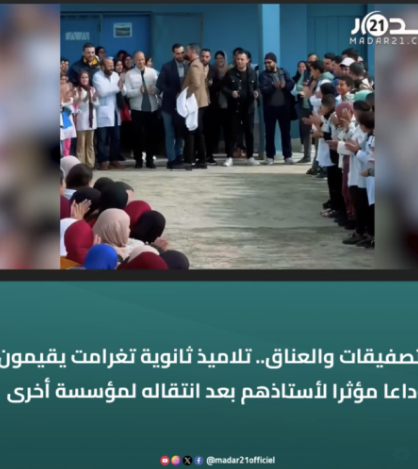 21
MADAR21.COM
تصفيقات والعناق.. تلاميذ ثانوية تغرامت يقيمون
داعا مؤثرا لأستاذهم بعد انتقاله لمؤسسة أخرى
@madar21officiel